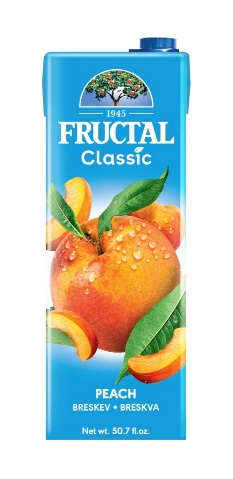 1945
FRUCTAL
Classic
PEACH
BRESKEV • BRESKVA
Net wt. 50.7 fl.oz.